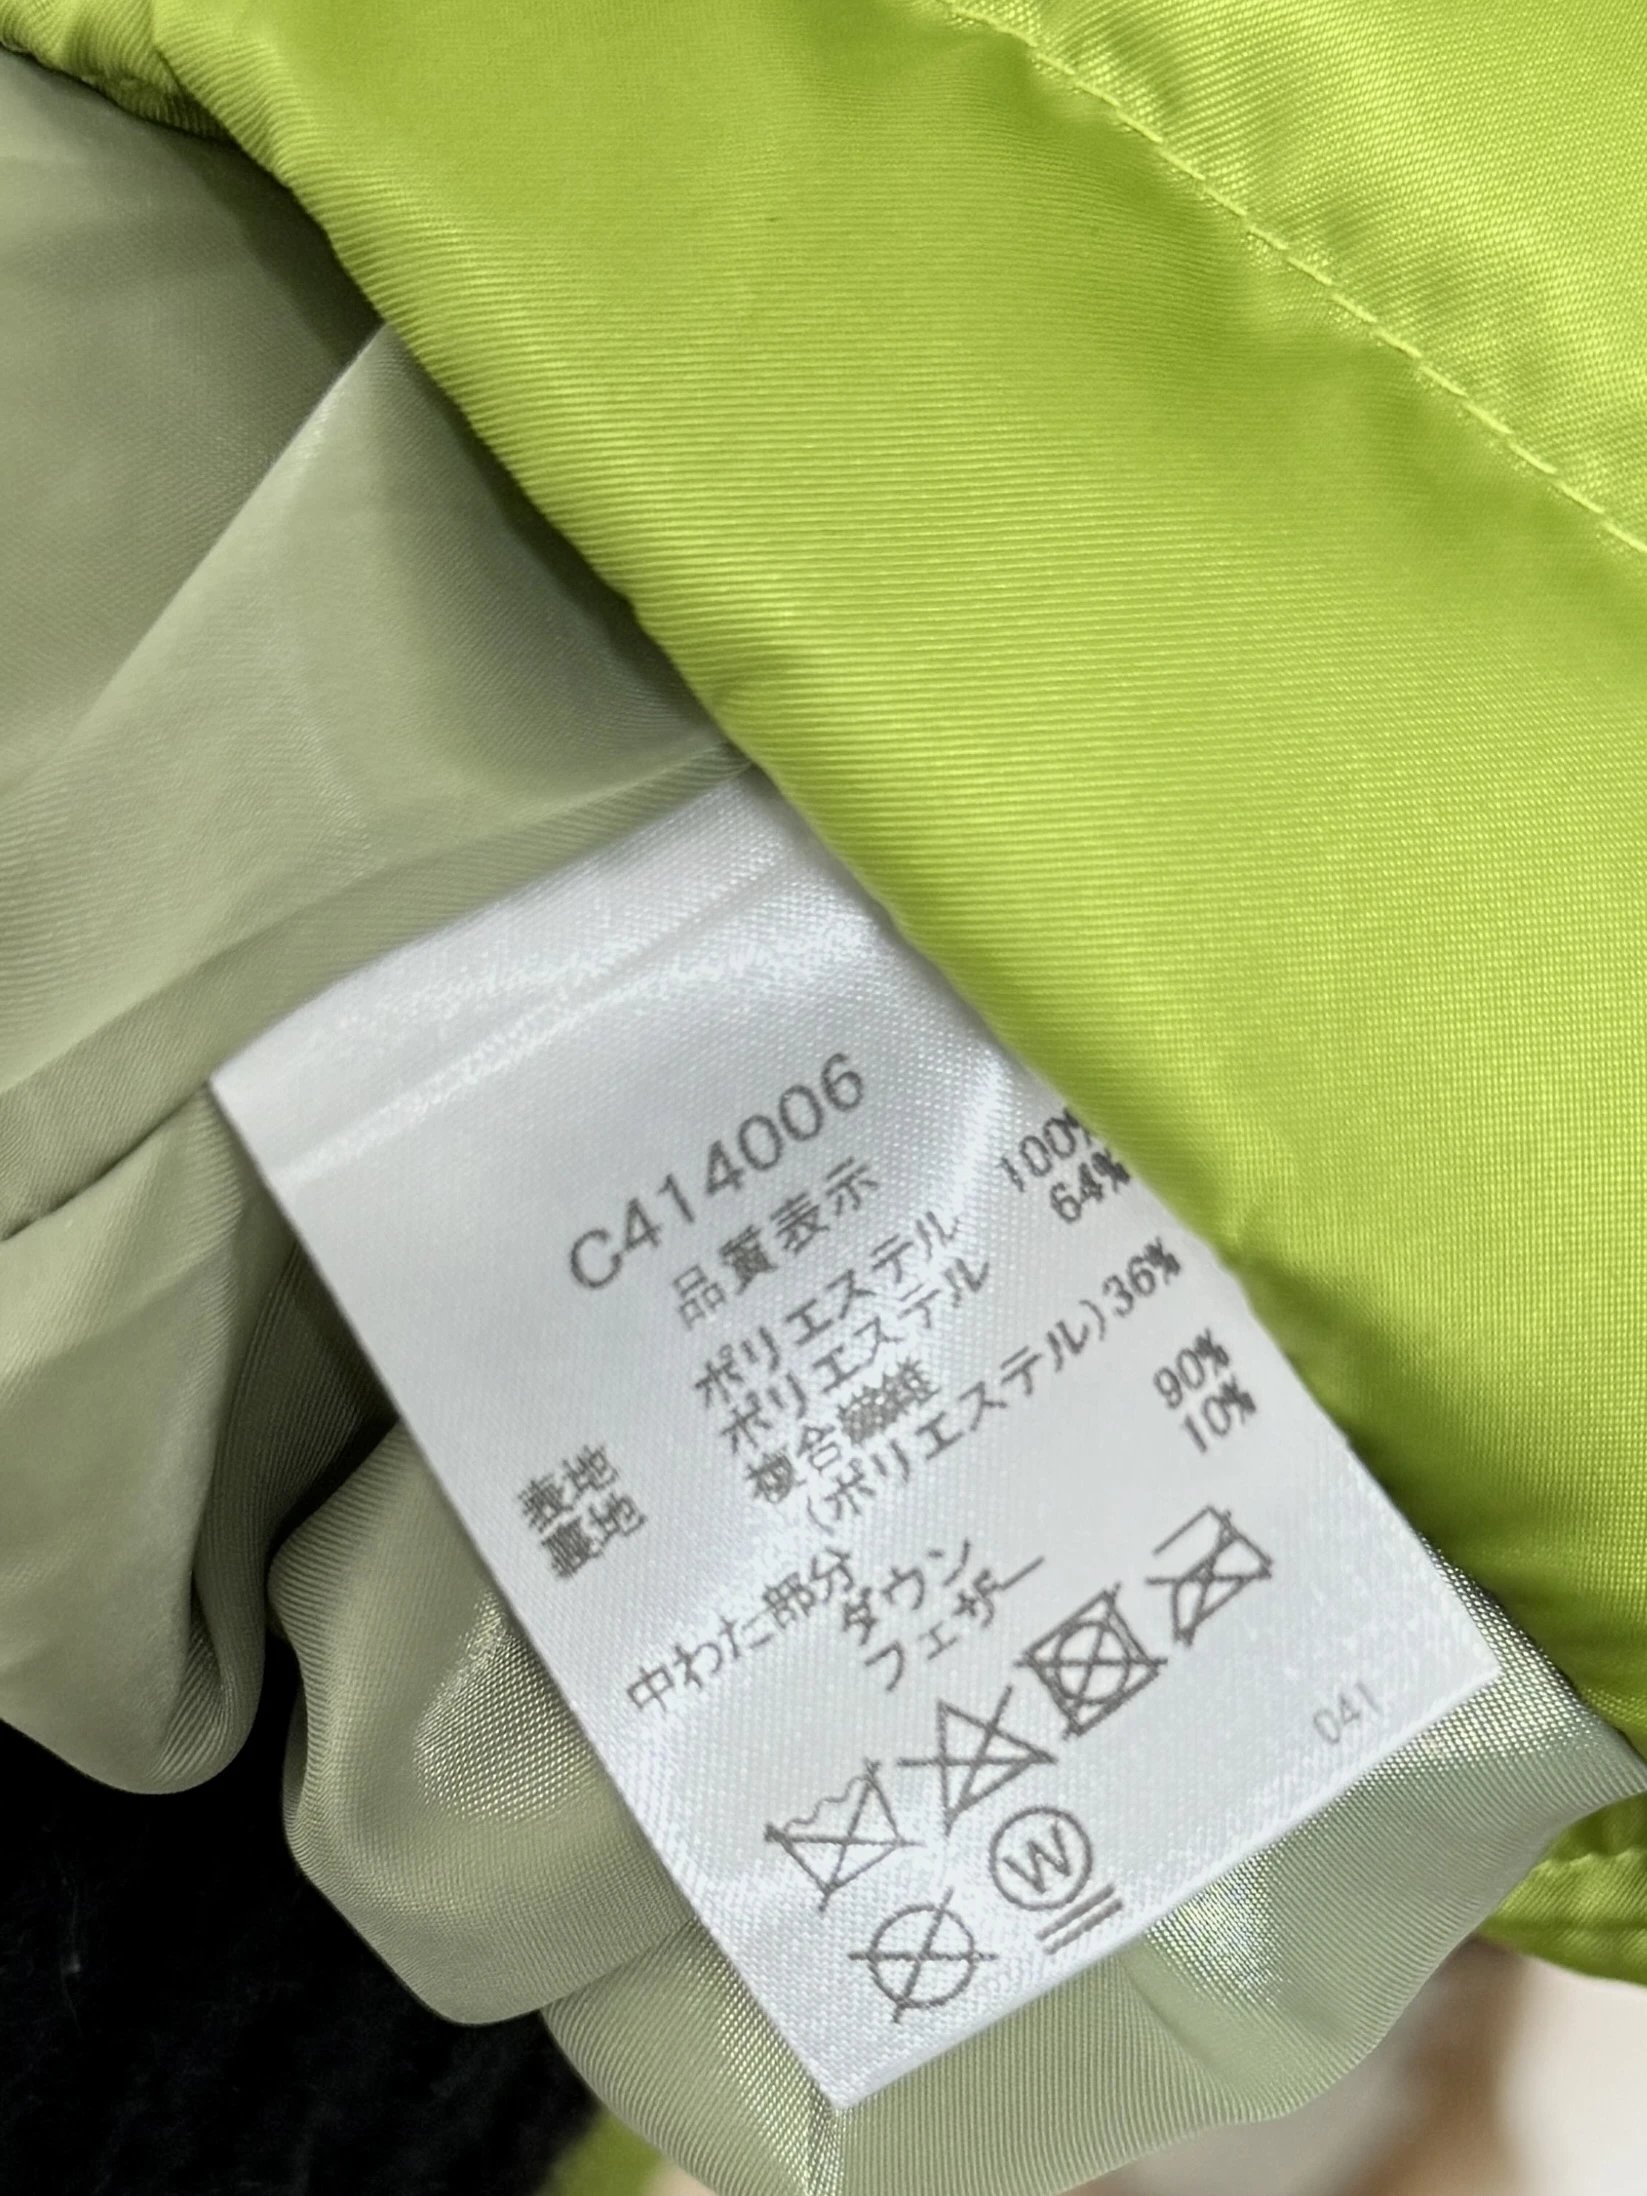 C414006
品質表示
表地 ポリエステル 100%
裏地 ポリエステル 64%
複合繊維
(ポリエステル) 36%
中わた部分
ダウン 90%
フェザー 10%
W
041